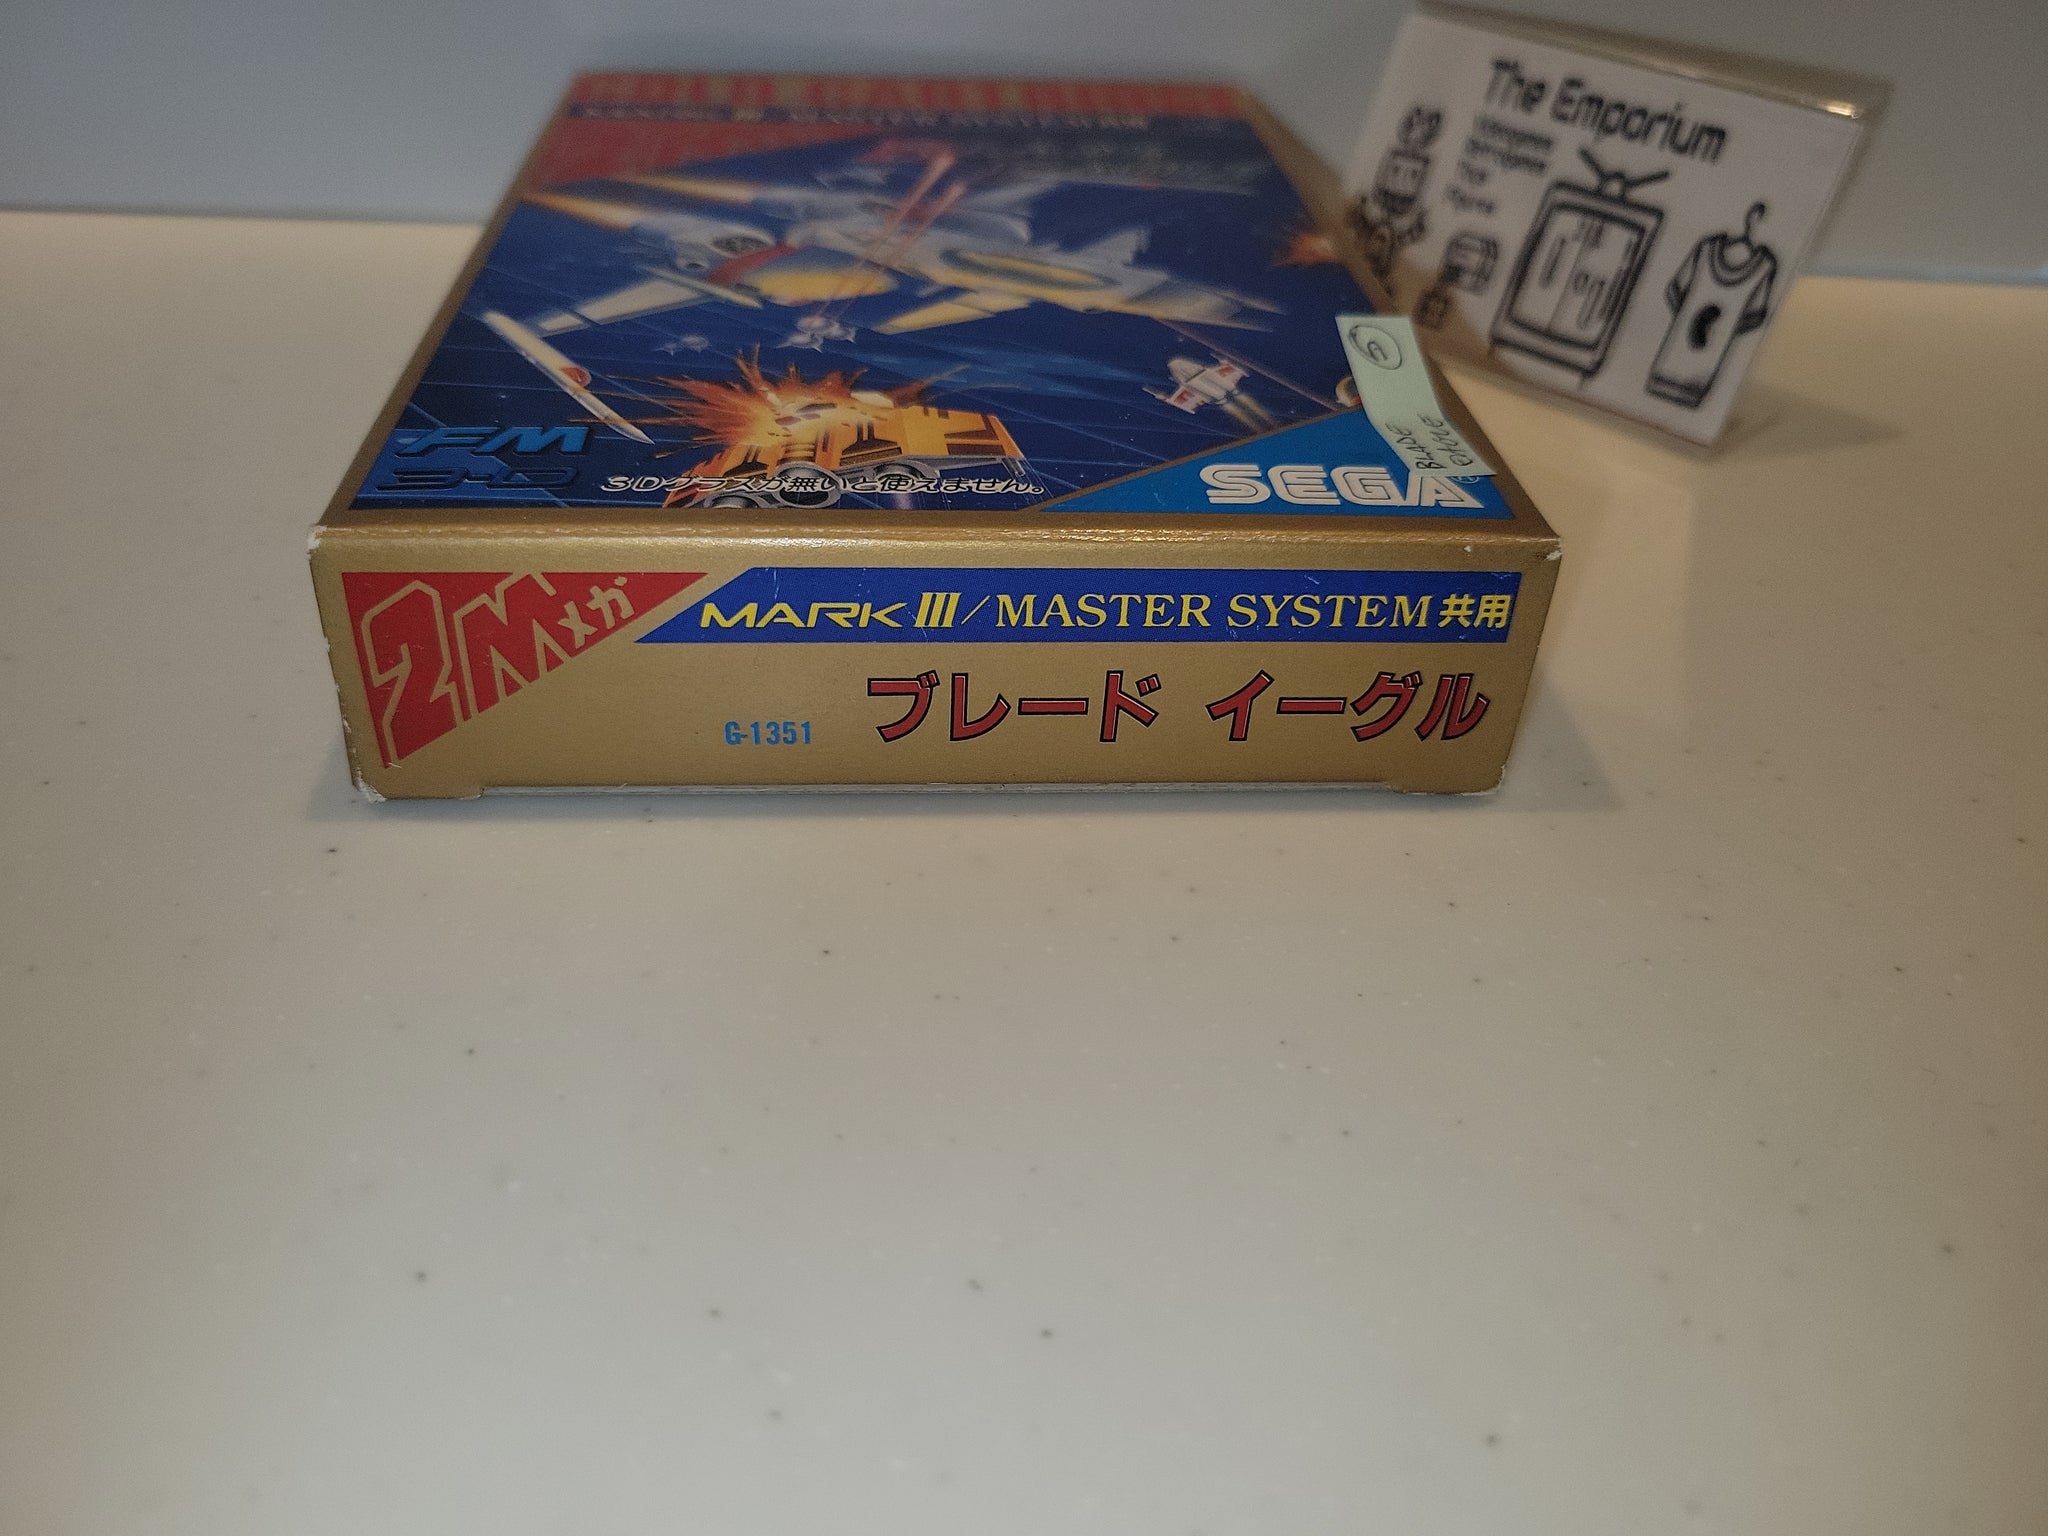 The Emporium
FM
3-D
3Dグラスが無いと使えません。
SEGA
BLADE
2Mメガ
MARK III/MASTER SYSTEM 共用
ブレード イーグル
G-1351